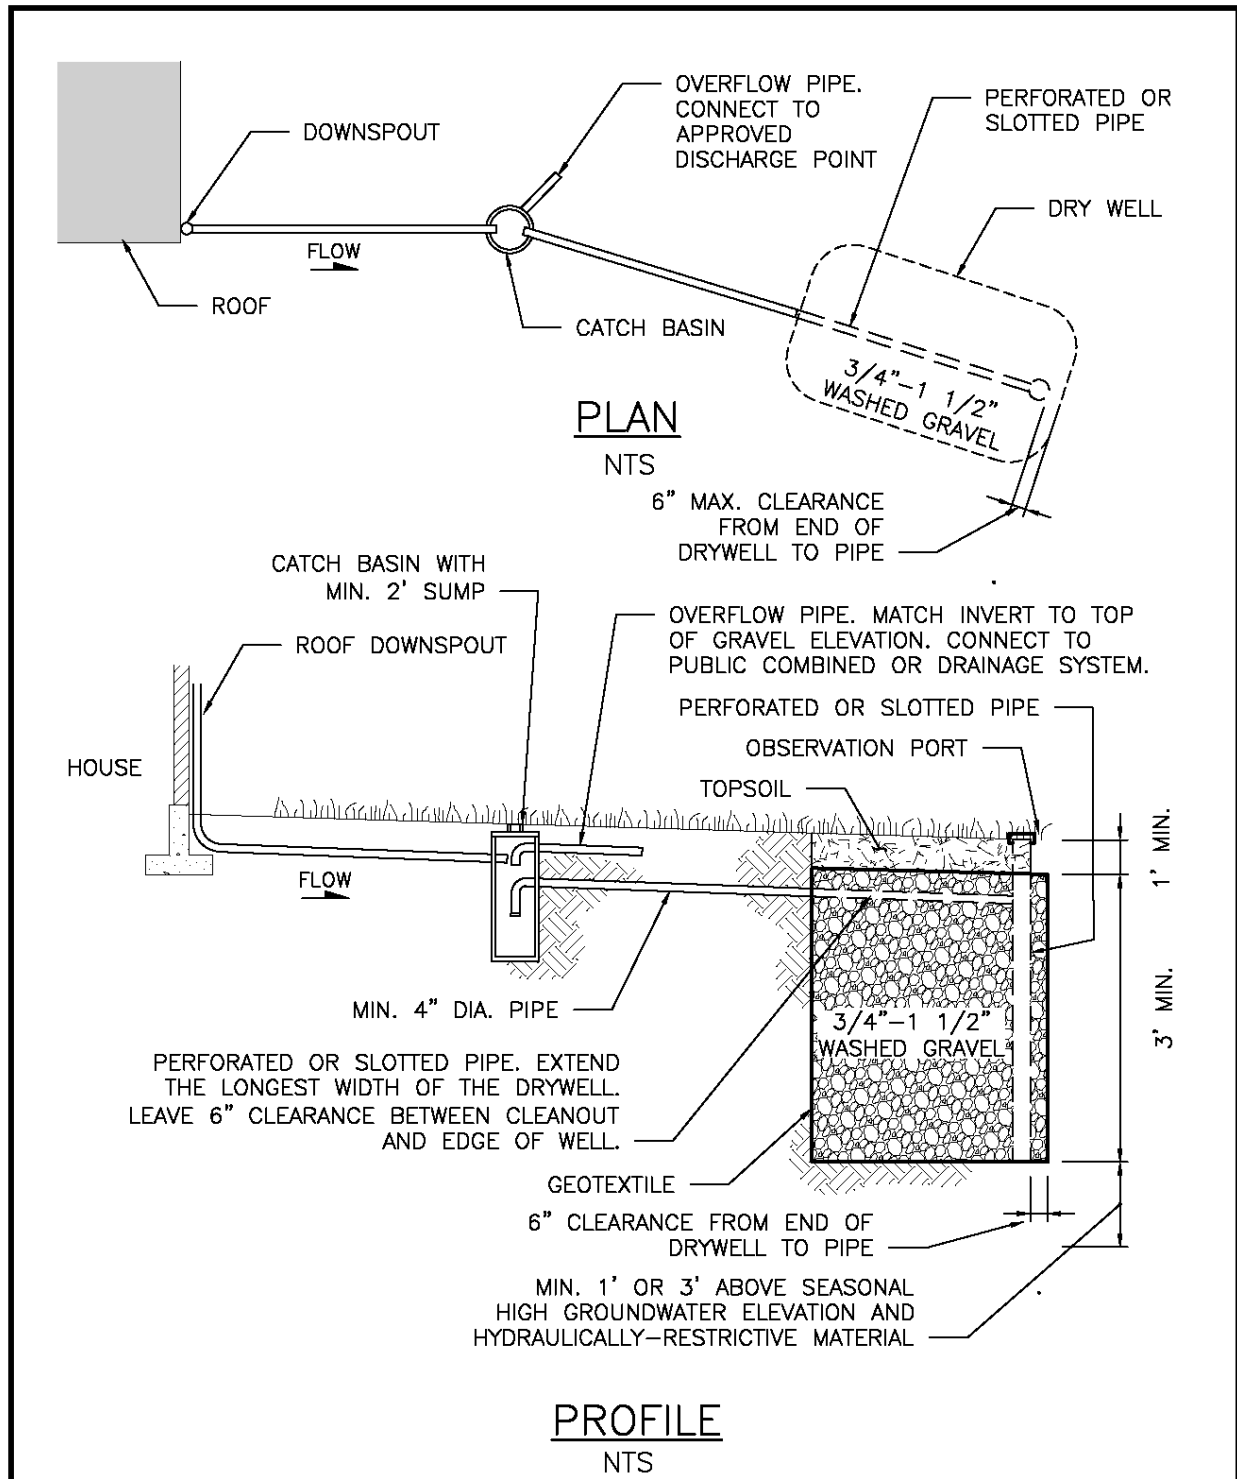 OVERFLOW PIPE.
CONNECT TO
APPROVED
DISCHARGE POINT
PERFORATED OR
SLOTTED PIPE
DOWNSPOUT
DRY WELL
FLOW
ROOF
CATCH BASIN
3/4"-1 1/2"
WASHED GRAVEL
PLAN
NTS
6" MAX. CLEARANCE
FROM END OF
DRYWELL TO PIPE
CATCH BASIN WITH
MIN. 2' SUMP
OVERFLOW PIPE. MATCH INVERT TO TOP
OF GRAVEL ELEVATION. CONNECT TO
PUBLIC COMBINED OR DRAINAGE SYSTEM.
ROOF DOWNSPOUT
PERFORATED OR SLOTTED PIPE
OBSERVATION PORT
HOUSE
TOPSOIL
1' MIN.
FLOW
MIN. 4" DIA. PIPE
3/4"-1 1/2"
WASHED GRAVEL
3' MIN.
PERFORATED OR SLOTTED PIPE. EXTEND
THE LONGEST WIDTH OF THE DRYWELL.
LEAVE 6" CLEARANCE BETWEEN CLEANOUT
AND EDGE OF WELL.
GEOTEXTILE
6" CLEARANCE FROM END OF
DRYWELL TO PIPE
MIN. 1' OR 3' ABOVE SEASONAL
HIGH GROUNDWATER ELEVATION AND
HYDRAULICALLY-RESTRICTIVE MATERIAL
PROFILE
NTS